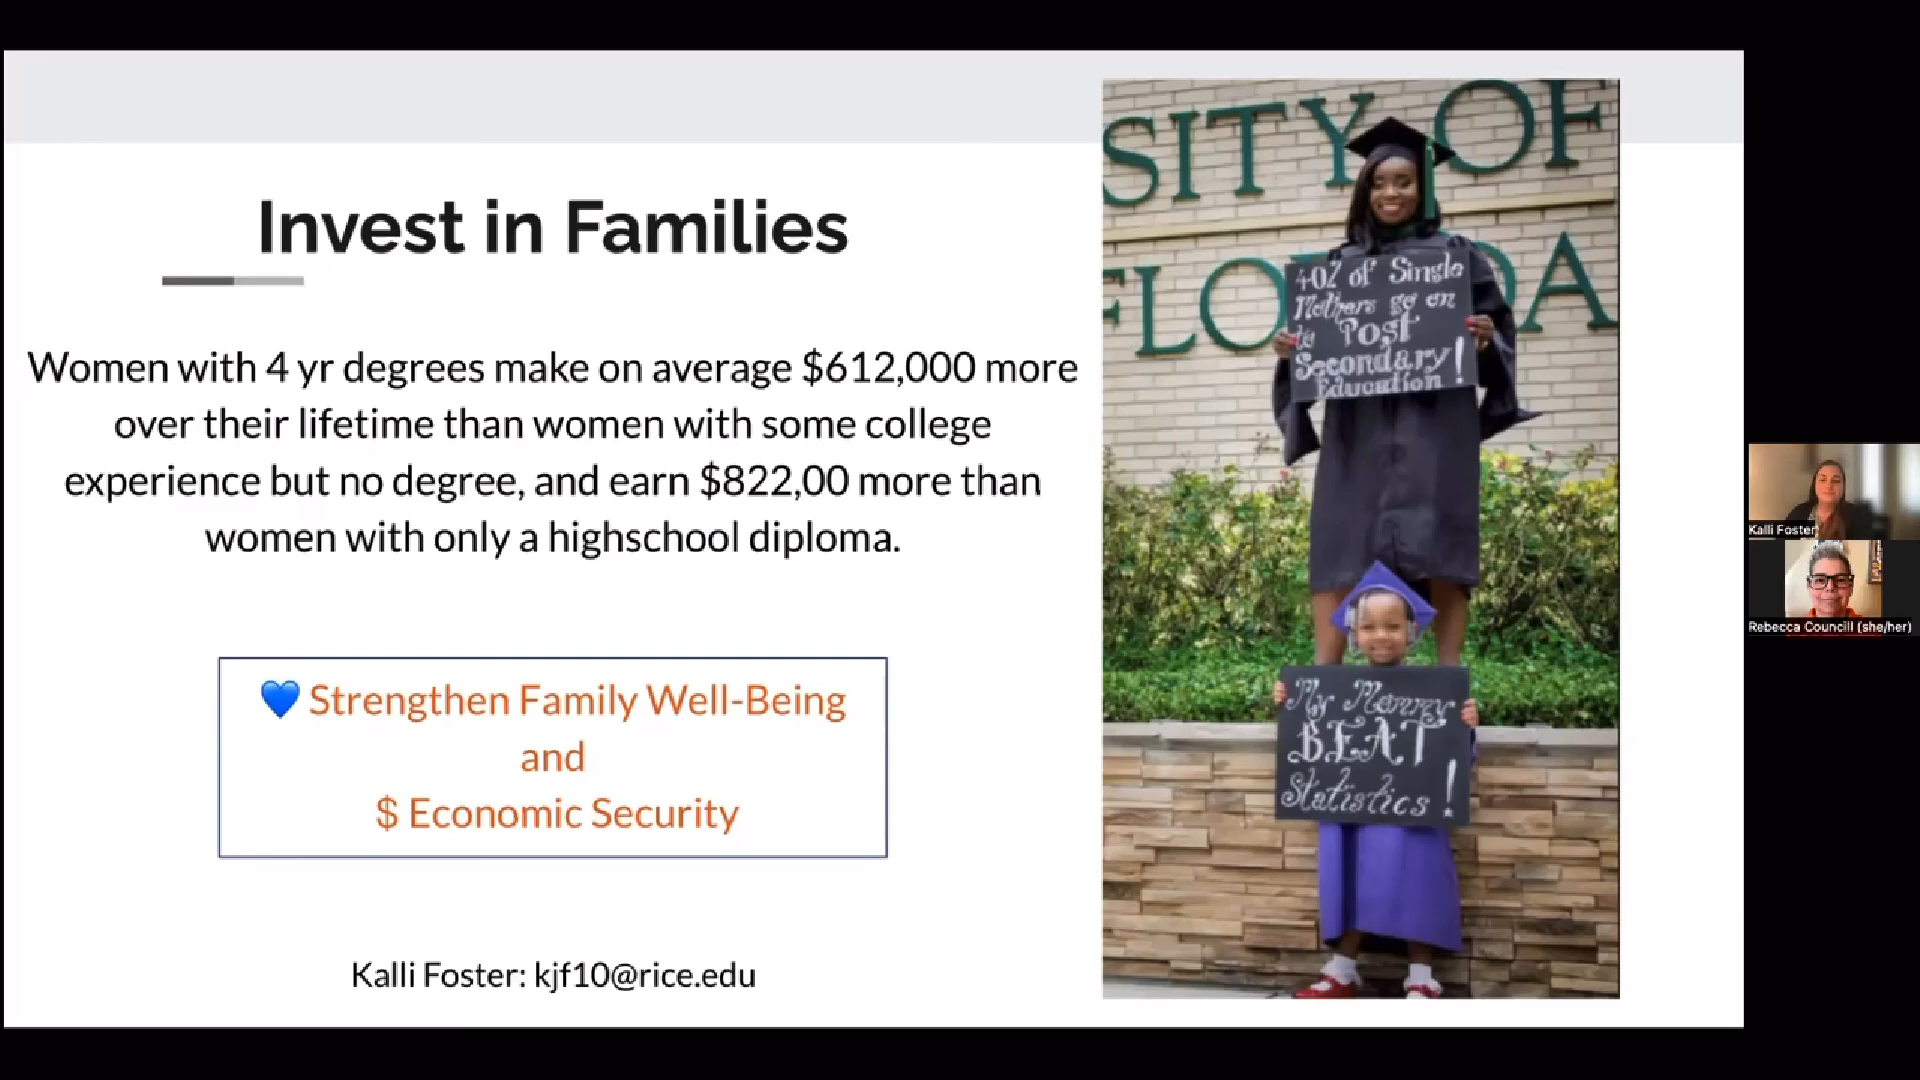 Invest in Families
Women with 4 yr degrees make on average $612,000 more
over their lifetime than women with some college
experience but no degree, and earn $822,00 more than
women with only a highschool diploma.
💙 Strengthen Family Well-Being
and
$ Economic Security
Kalli Foster: kjf10@rice.edu
SITY OF
FLO DA
40% of Single
Mothers go on
to Post
Secondary!
Education
My Mommy
BEAT
Statistics!
Kalli Foster
Rebecca Councill (she/her)